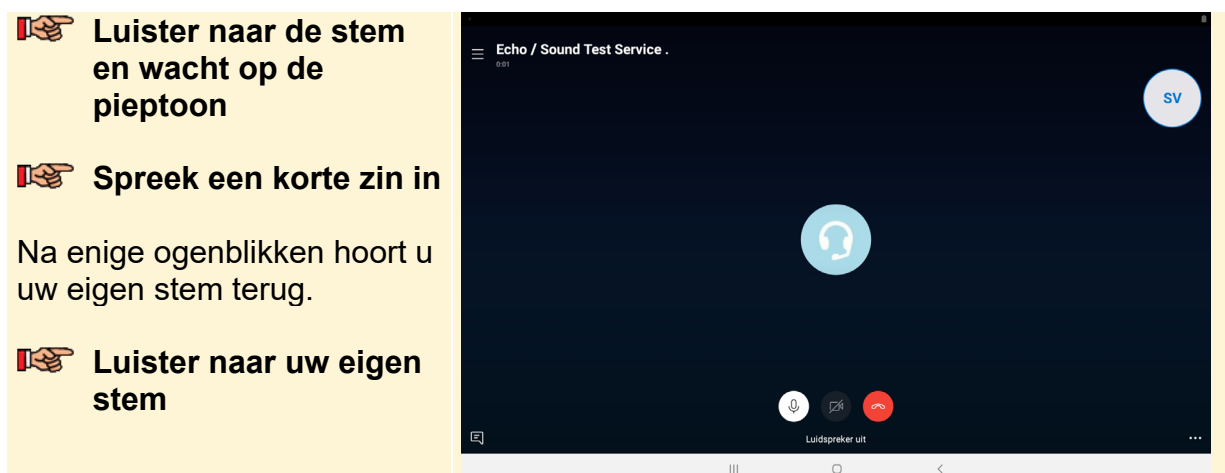 Luister naar de stem
en wacht op de
pieptoon
Spreek een korte zin in
Na enige ogenblikken hoort u
uw eigen stem terug.
Luister naar uw eigen
stem
Echo / Sound Test Service .
0:01
SV
Luidspreker uit